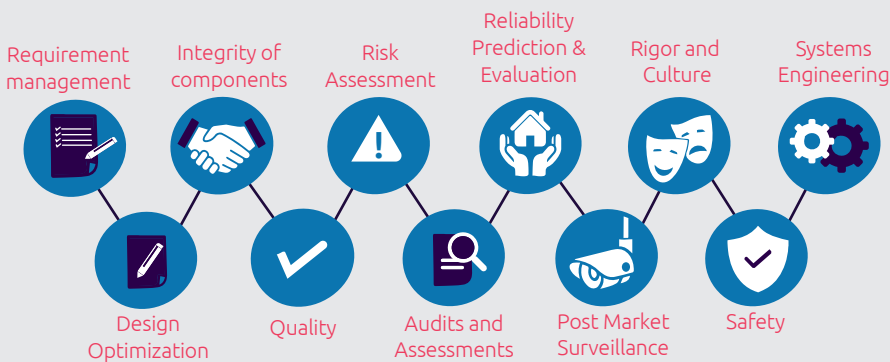 Requirement
management
Integrity of
components
Risk
Assessment
Reliability
Prediction &
Evaluation
Rigor and
Culture
Systems
Engineering
Design
Optimization
Quality
Audits and
Assessments
Post Market
Surveillance
Safety